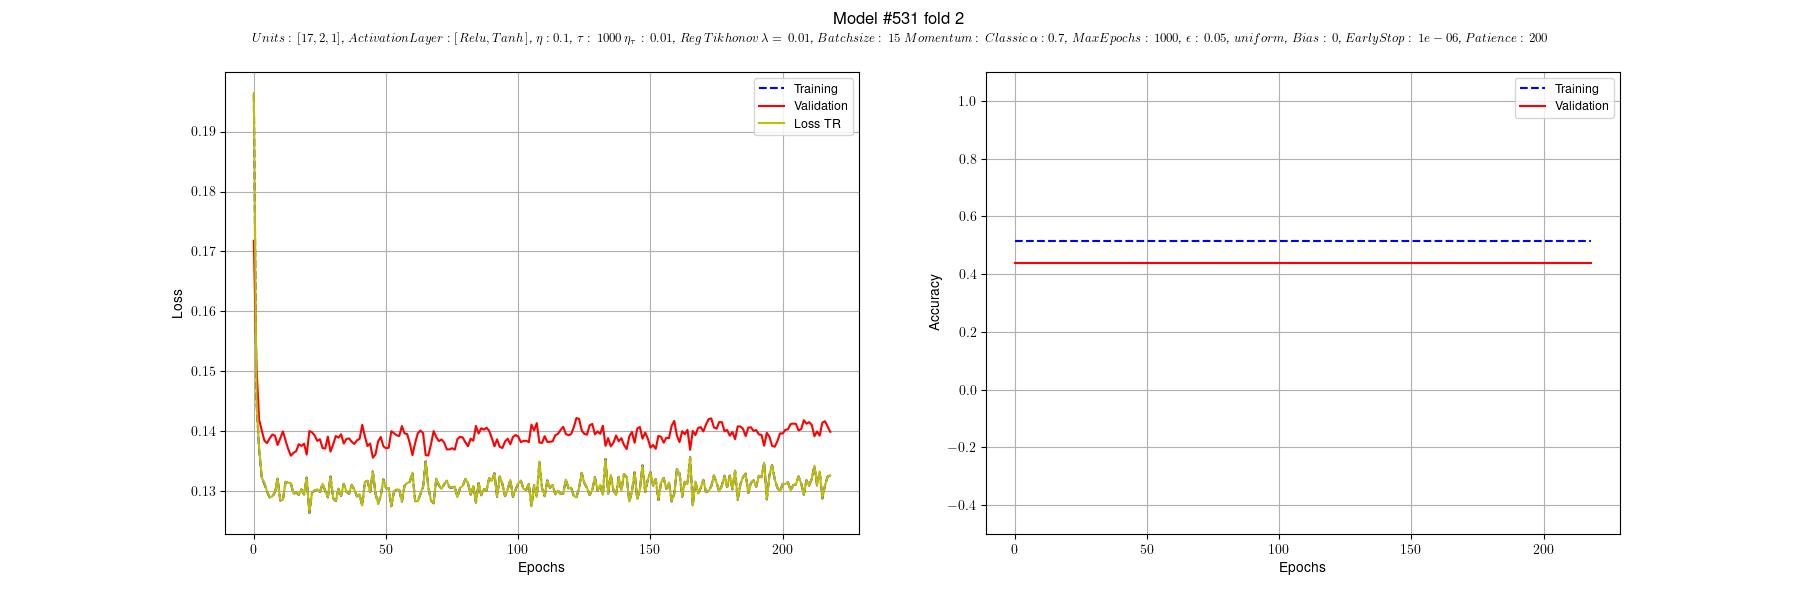 Model #531 fold 2
Units : [17, 2, 1], ActivationLayer : [Relu, Tanh], η : 0.1, τ : 1000 ητ : 0.01, Reg Tikhonov λ = 0.01, Batchsize : 15 Momentum : Classic α : 0.7, MaxEpochs : 1000, ϵ : 0.05, uniform, Bias : 0, EarlyStop : 1e − 06, Patience : 200
Training
Validation
Loss TR
0.19
0.18
0.17
0.16
0.15
0.14
0.13
Loss
0 50 100 150 200
Epochs
Training
Validation
1.0
0.8
0.6
0.4
0.2
0.0
−0.2
−0.4
Accuracy
0 50 100 150 200
Epochs